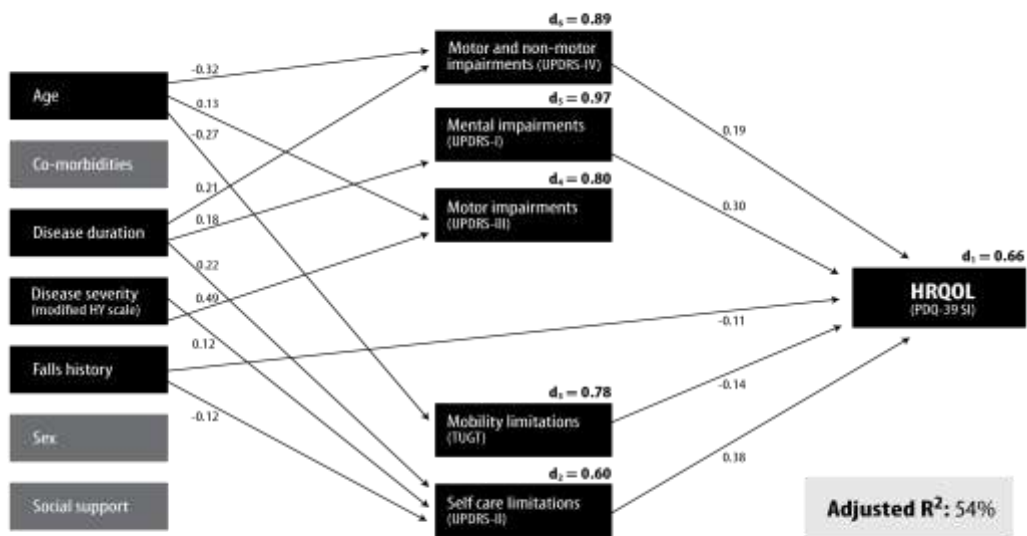 d₆ = 0.89
Motor and non-motor
impairments (UPDRS-IV)
-0.32
Age
0.13
-0.27
d₅ = 0.97
Mental impairments
(UPDRS-I)
0.19
Co-morbidities
d₄ = 0.80
0.21
Motor impairments
(UPDRS-III)
0.30
0.18
Disease duration
d₁ = 0.66
0.22
HRQOL
(PDQ-39 SI)
Disease severity
(modified HY scale)
0.49
-0.11
0.12
Falls history
-0.14
d₃ = 0.78
-0.12
Mobility limitations
(TUGT)
Sex
0.38
d₂ = 0.60
Self care limitations
(UPDRS-II)
Social support
Adjusted R²: 54%